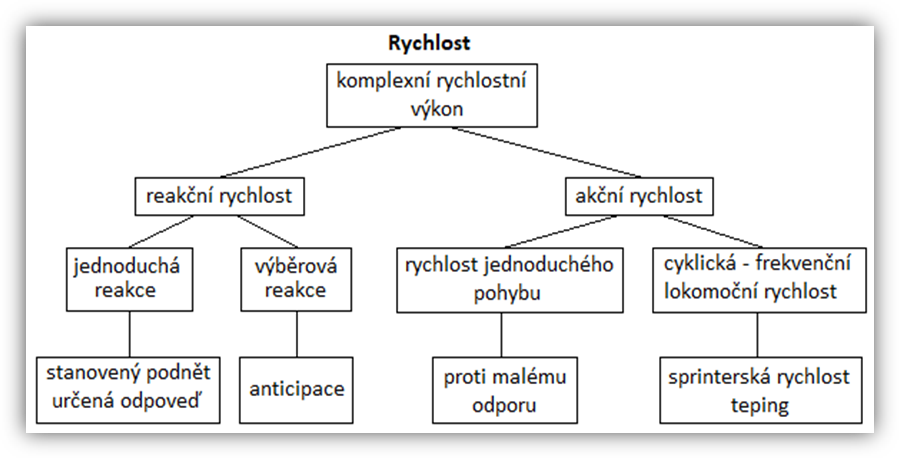 Rychlost
komplexní rychlostní
výkon
reakční rychlost
akční rychlost
jednoduchá
reakce
výběrová
reakce
rychlost jednoduchého
pohybu
cyklická - frekvenční
lokomoční rychlost
stanovený podnět
určená odpoveď
anticipace
proti malému
odporu
sprinterská rychlost
teping